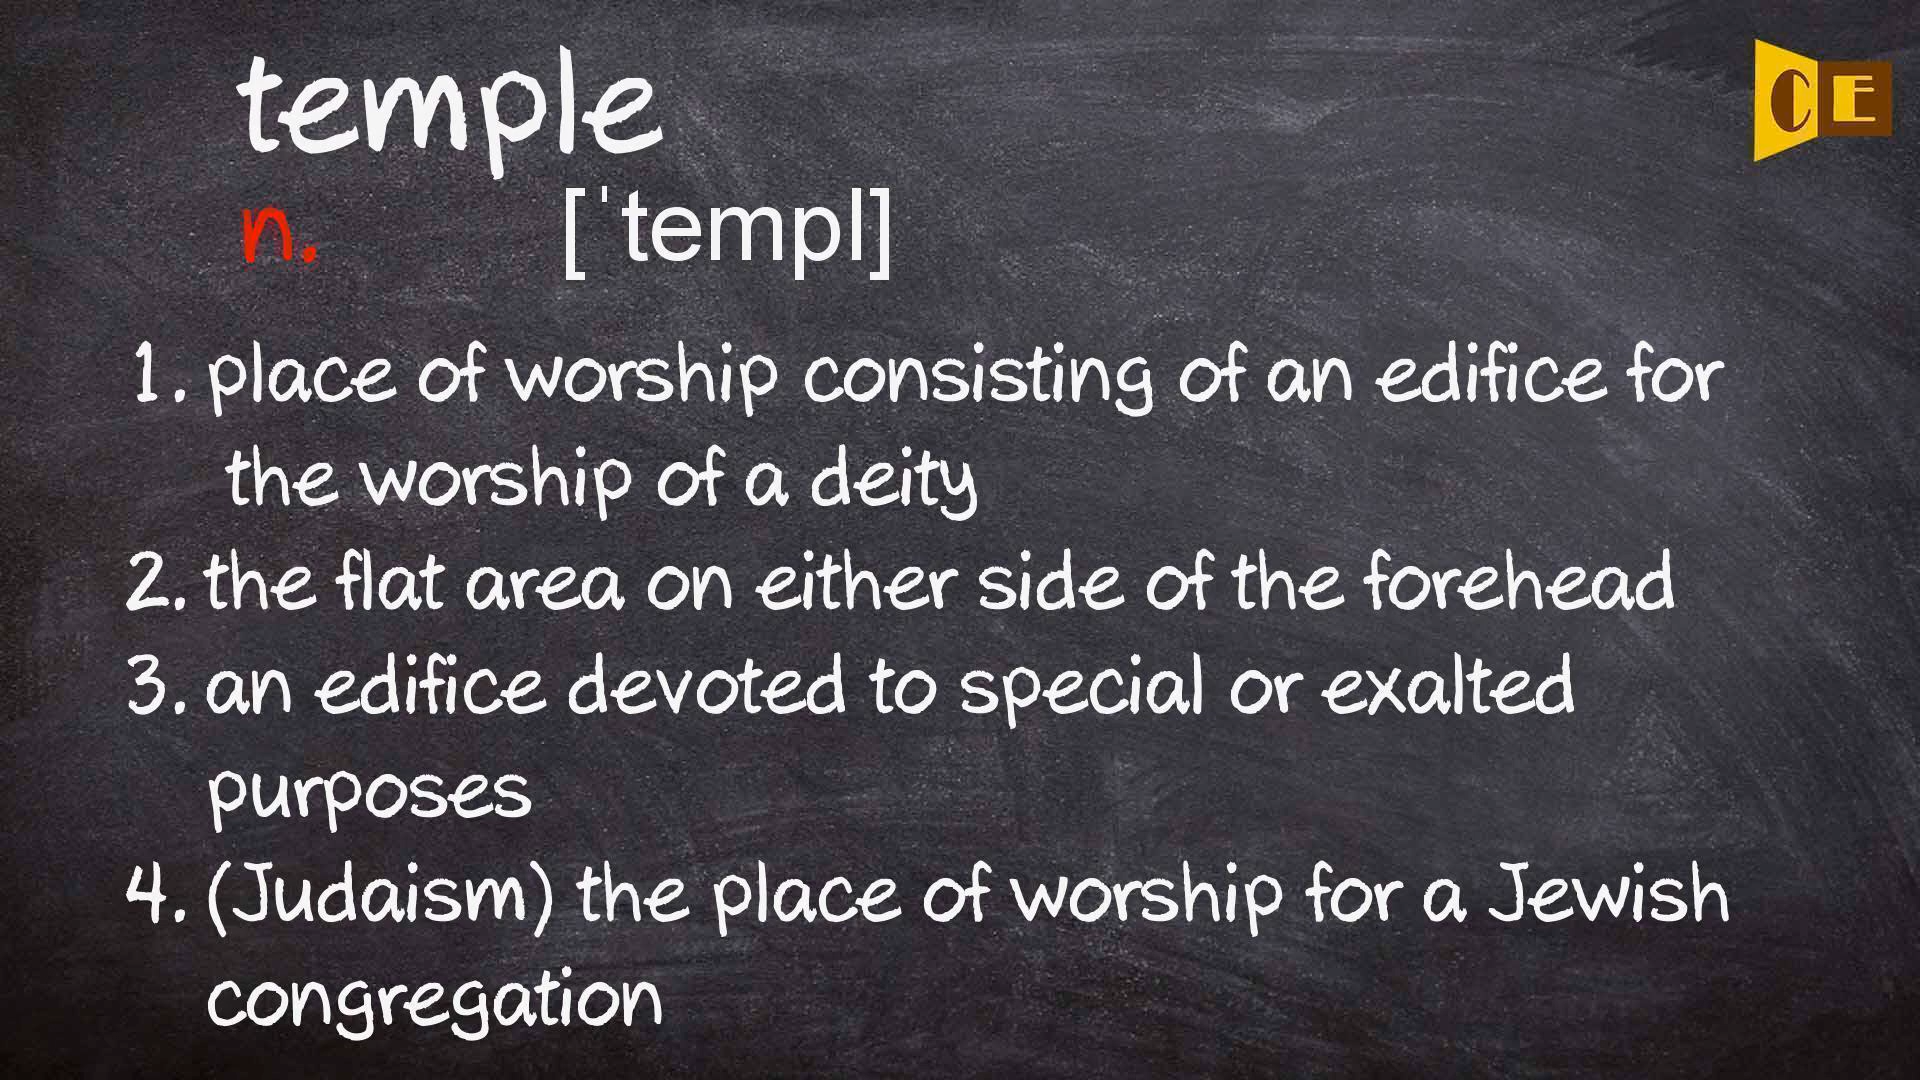 temple
CE
n. [ˈtempl]
1. place of worship consisting of an edifice for
the worship of a deity
2. the flat area on either side of the forehead
3. an edifice devoted to special or exalted
purposes
4. (Judaism) the place of worship for a Jewish
congregation